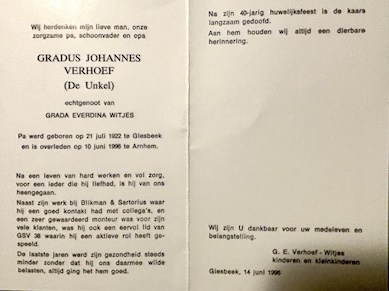 Wij herdenken mijn lieve man, onze
zorgzame pa, schoonvader en opa
GRADUS JOHANNES
VERHOEF
(De Unkel)
echtgenoot van
GRADA EVERDINA WITJES
Pa werd geboren op 21 juli 1922 te Giesbeek
en is overleden op 10 juni 1996 te Arnhem.
Na een leven van hard werken en vol zorg,
voor een ieder die hij liefhad, is hij van ons
heengegaan.
Naast zijn werk bij Blikman & Sartorius waar
hij een goed kontakt had met collega's, en
een zeer gewaardeerd monteur was voor zijn
vele klanten, was hij ook een eervol lid van
GSV 38 waarin hij een aktieve rol heeft ge-
speeld.
De laatste jaren werd zijn gezondheid steeds
minder zonder dat hij ons daarmee wilde
belasten, altijd ging het hem goed.
Na zijn 40-jarig huwelijksfeest is de kaars
langzaam gedoofd.
Aan hem houden wij altijd een dierbare
herinnering.
Wij zijn U dankbaar voor uw medeleven en
belangstelling.
G. E. Verhoef - Witjes
kinderen en kleinkinderen
Giesbeek, 14 juni 1996